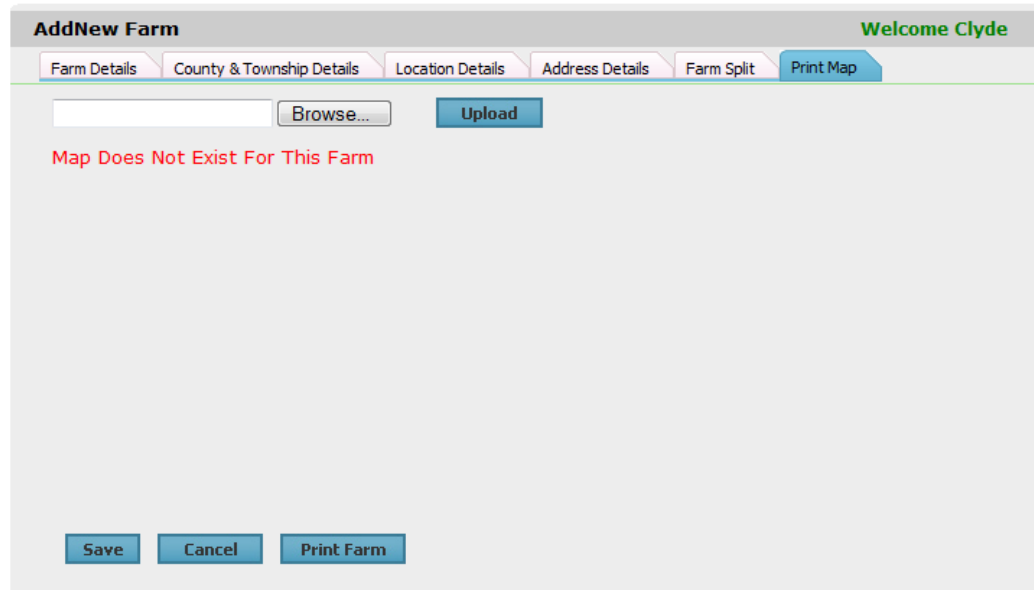 AddNew Farm Welcome Clyde
Farm Details County & Township Details Location Details Address Details Farm Split Print Map
Browse... Upload
Map Does Not Exist For This Farm
Save Cancel Print Farm